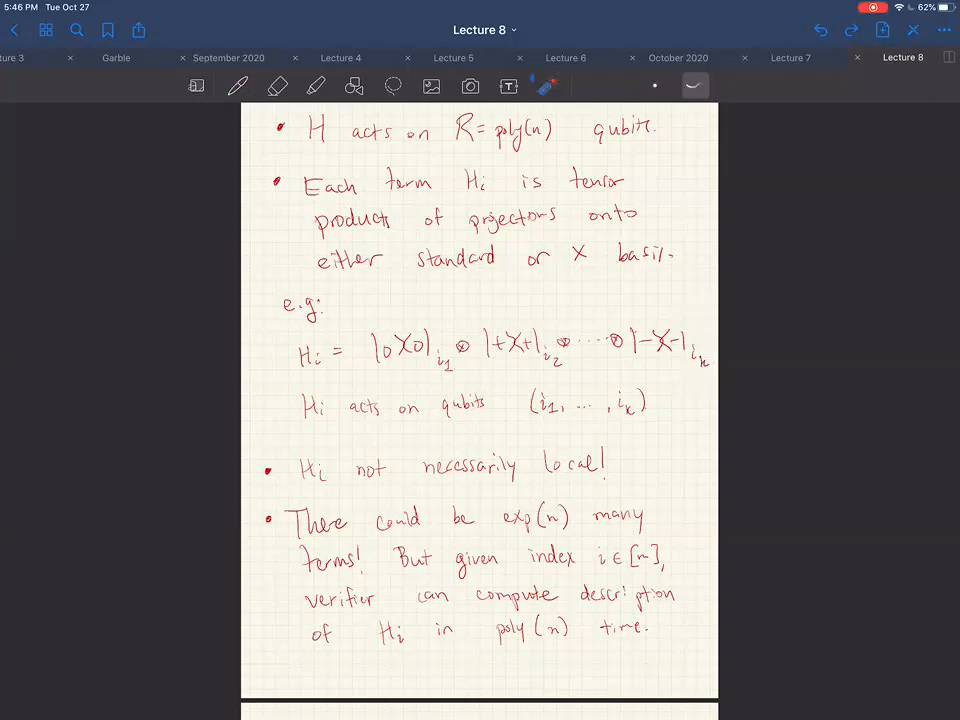 5:46 PM Tue Oct 27
62%
Lecture 8
ture 3
Garble
September 2020
Lecture 4
Lecture 5
Lecture 6
October 2020
Lecture 7
Lecture 8
• H acts on R = poly(n) qubits.
• Each term Hi is tensor
products of projectors onto
either standard or X basis.
e.g:
Hi = |0X0|i1 ⊗ |+X+|i2 ⊗ ····⊗ |-X-|ik
Hi acts on qubits (i1, ... , ik)
• Hi not necessarily local!
• There could be exp(n) many
terms! But given index i ∈ [m],
verifier can compute description
of Hi in poly(n) time.